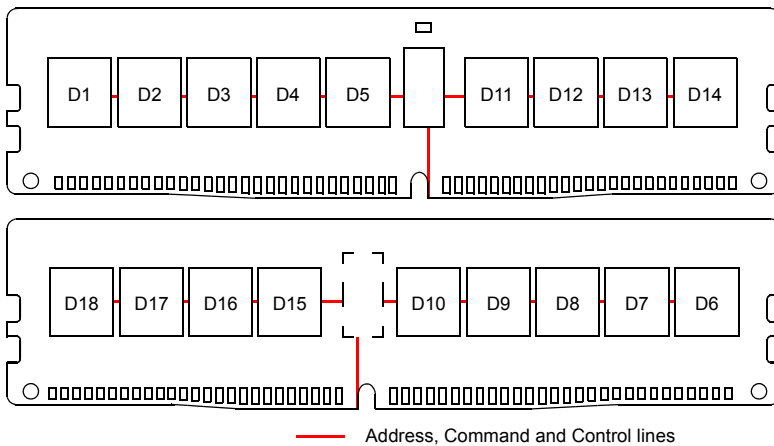 D1 D2 D3 D4 D5 D11 D12 D13 D14
D18 D17 D16 D15 D10 D9 D8 D7 D6
Address, Command and Control lines